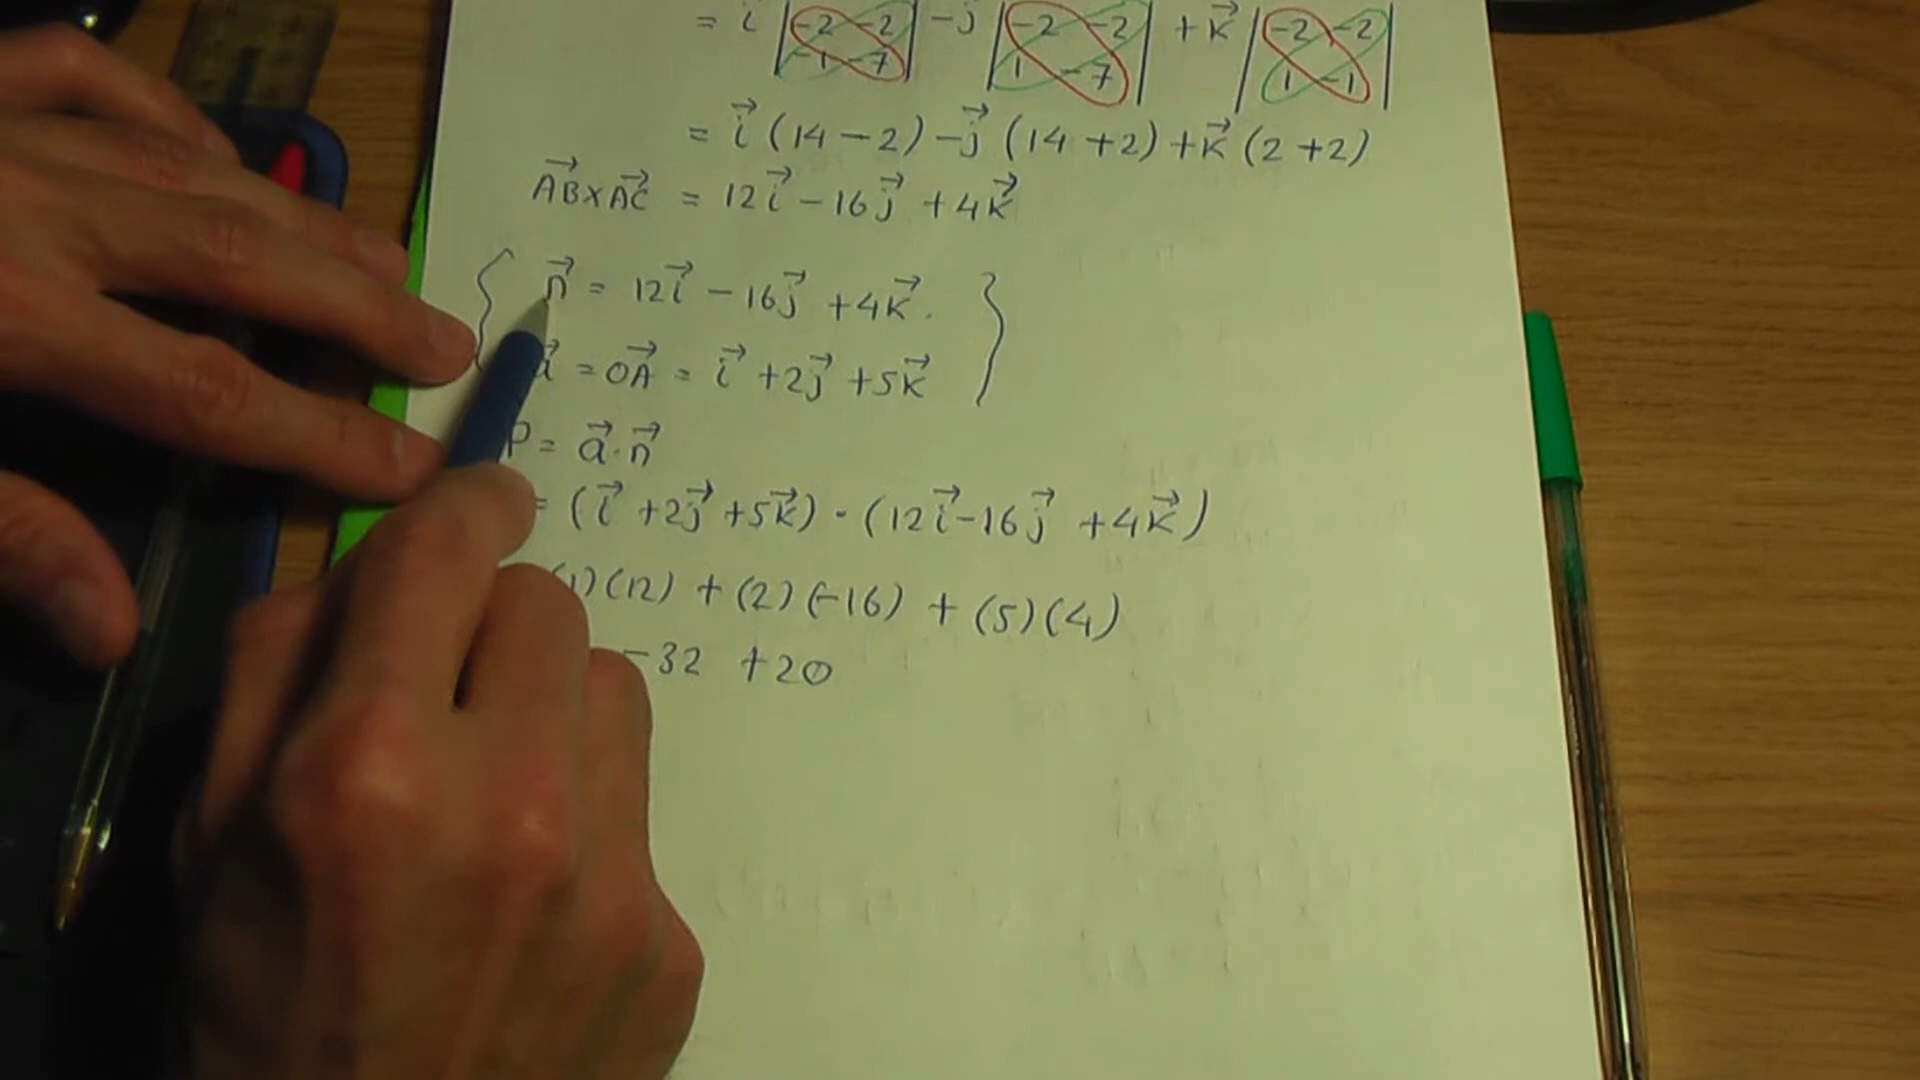 = i⃗ |-2 -2| -j⃗ |-2 -2| +k⃗ |-2 -2|
|-1 -7| |1 -7| |1 -1|
= i⃗ (14 - 2) - j⃗ (14 + 2) + k⃗ (2 + 2)
AB⃗ x AC⃗ = 12i⃗ - 16j⃗ + 4k⃗
{ n⃗ = 12i⃗ - 16j⃗ + 4k⃗. }
a⃗ = OA⃗ = i⃗ + 2j⃗ + 5k⃗
P = a⃗ · n⃗
= (i⃗ + 2j⃗ + 5k⃗) · (12i⃗ - 16j⃗ + 4k⃗)
(1)(12) + (2)(-16) + (5)(4)
-32 + 20